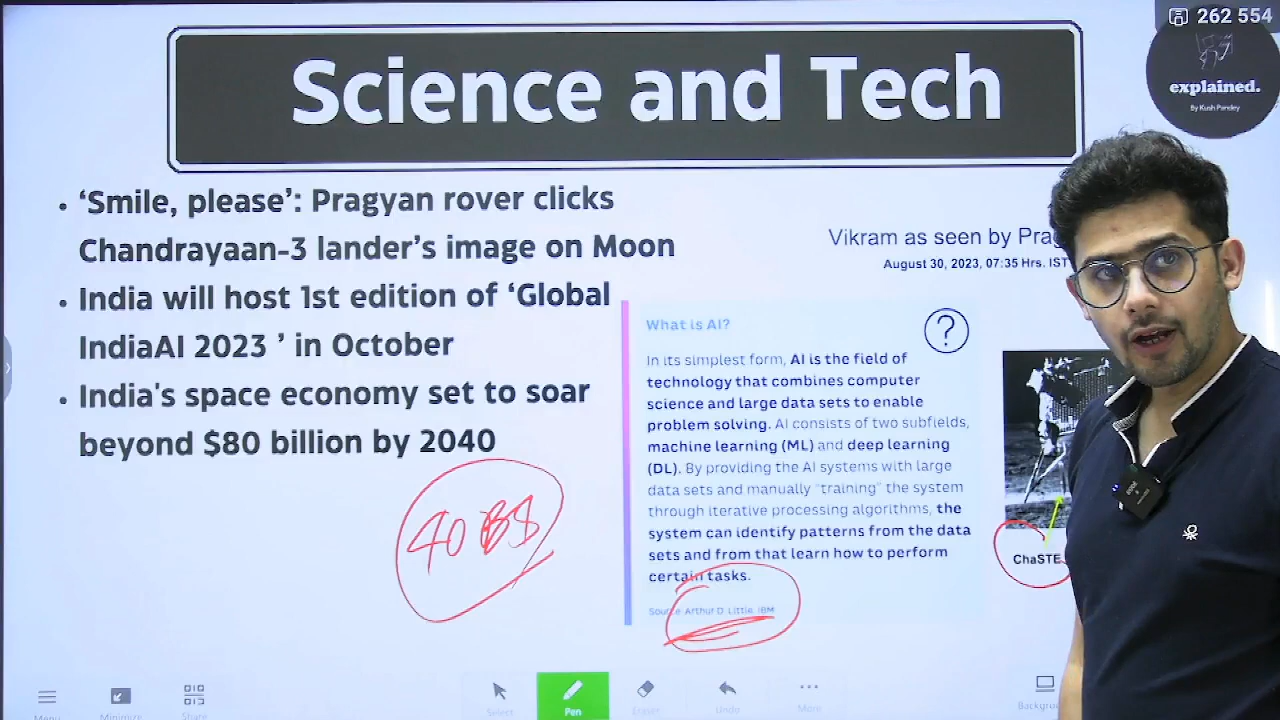 262 554
explained.
By Kush Pandey
Science and Tech
• ‘Smile, please’: Pragyan rover clicks
Chandrayaan-3 lander’s image on Moon
• India will host 1st edition of ‘Global
IndiaAI 2023 ’ in October
• India's space economy set to soar
beyond $80 billion by 2040
40 B$
Vikram as seen by Prag
August 30, 2023, 07:35 Hrs. IST
What is AI?
?
In its simplest form, AI is the field of
technology that combines computer
science and large data sets to enable
problem solving. AI consists of two subfields,
machine learning (ML) and deep learning
(DL). By providing the AI systems with large
data sets and manually “training” the system
through iterative processing algorithms, the
system can identify patterns from the data
sets and from that learn how to perform
certain tasks.
Source: Arthur D. Little, IBM
ChaSTE
Menu
Minimize
Share
Select
Pen
Eraser
Undo
More
Backgrou